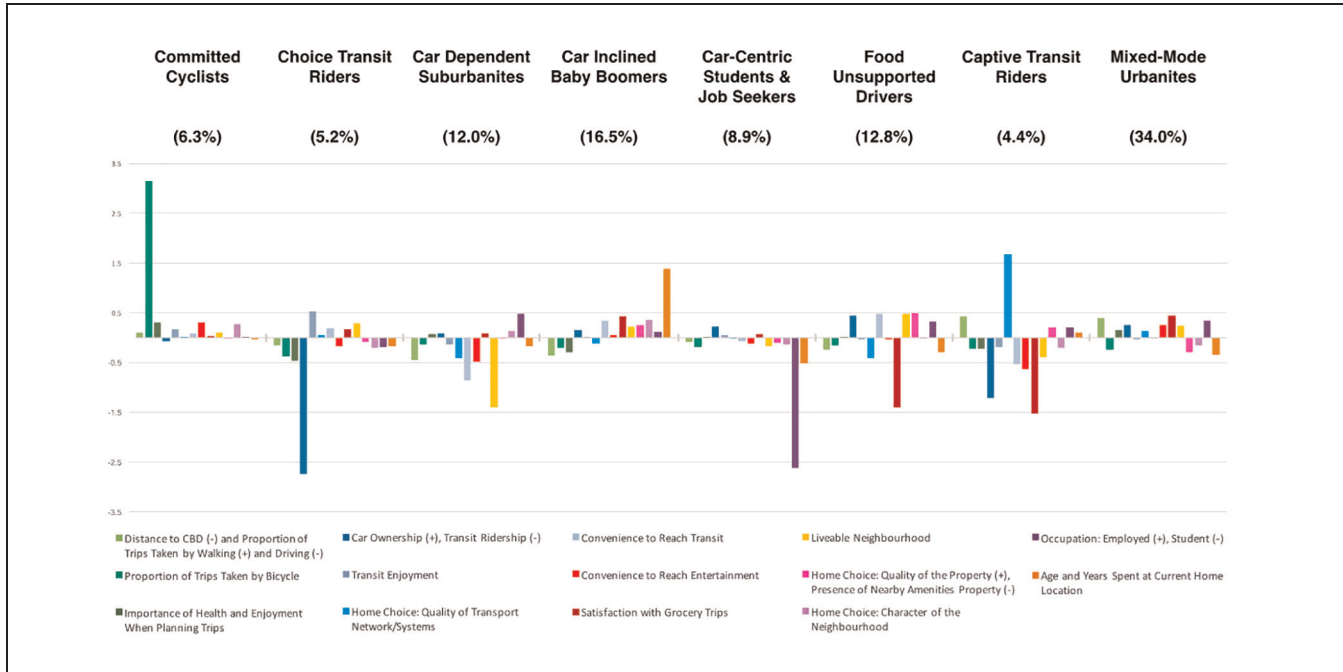 Committed
Cyclists
(6.3%)
Choice Transit
Riders
(5.2%)
Car Dependent
Suburbanites
(12.0%)
Car Inclined
Baby Boomers
(16.5%)
Car-Centric
Students &
Job Seekers
(8.9%)
Food
Unsupported
Drivers
(12.8%)
Captive Transit
Riders
(4.4%)
Mixed-Mode
Urbanites
(34.0%)
3.5
2.5
1.5
0.5
-0.5
-1.5
-2.5
-3.5
Distance to CBD (-) and Proportion of
Trips Taken by Walking (+) and Driving (-)
Car Ownership (+), Transit Ridership (-)
Convenience to Reach Transit
Liveable Neighbourhood
Occupation: Employed (+), Student (-)
Proportion of Trips Taken by Bicycle
Transit Enjoyment
Convenience to Reach Entertainment
Home Choice: Quality of the Property (+),
Presence of Nearby Amenities Property (-)
Age and Years Spent at Current Home
Location
Importance of Health and Enjoyment
When Planning Trips
Home Choice: Quality of Transport
Network/Systems
Satisfaction with Grocery Trips
Home Choice: Character of the
Neighbourhood